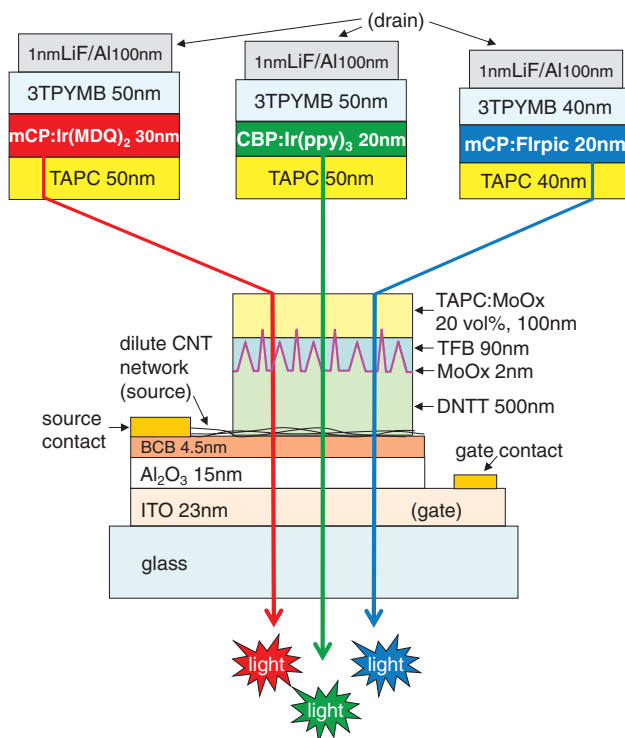 (drain)
1nmLiF/Al100nm
3TPYMB 50nm
mCP:Ir(MDQ)₂ 30nm
TAPC 50nm
1nmLiF/Al100nm
3TPYMB 50nm
CBP:Ir(ppy)₃ 20nm
TAPC 50nm
1nmLiF/Al100nm
3TPYMB 40nm
mCP:FIrpic 20nm
TAPC 40nm
TAPC:MoOx
20 vol%, 100nm
TFB 90nm
MoOx 2nm
DNTT 500nm
dilute CNT
network
(source)
source
contact
BCB 4.5nm
gate contact
Al₂O₃ 15nm
ITO 23nm
(gate)
glass
light
light
light